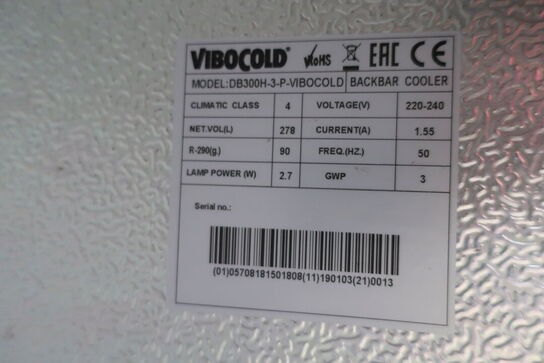 VIBOCOLD® RoHS EAC CE
MODEL:DB300H-3-P-VIBOCOLD BACKBAR COOLER
CLIMATIC CLASS 4 VOLTAGE(V) 220-240
NET.VOL(L) 278 CURRENT(A) 1.55
R-290(g.) 90 FREQ.(HZ.) 50
LAMP POWER (W) 2.7 GWP 3
Serial no.:
(01)05708181501808(11)190103(21)0013